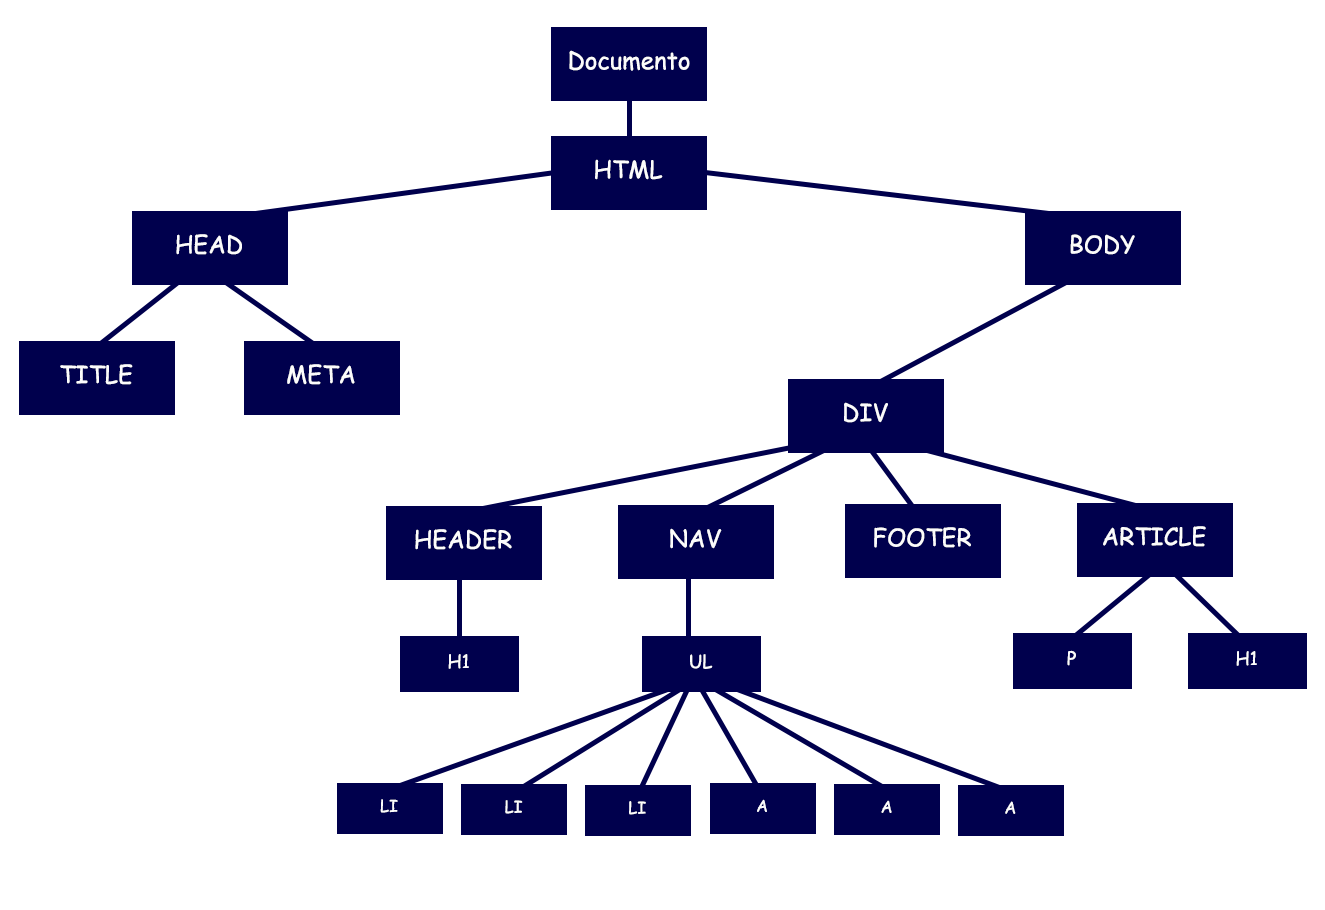 Documento
HTML
HEAD
BODY
TITLE
META
DIV
HEADER
NAV
FOOTER
ARTICLE
H1
UL
P
H1
LI
LI
LI
A
A
A